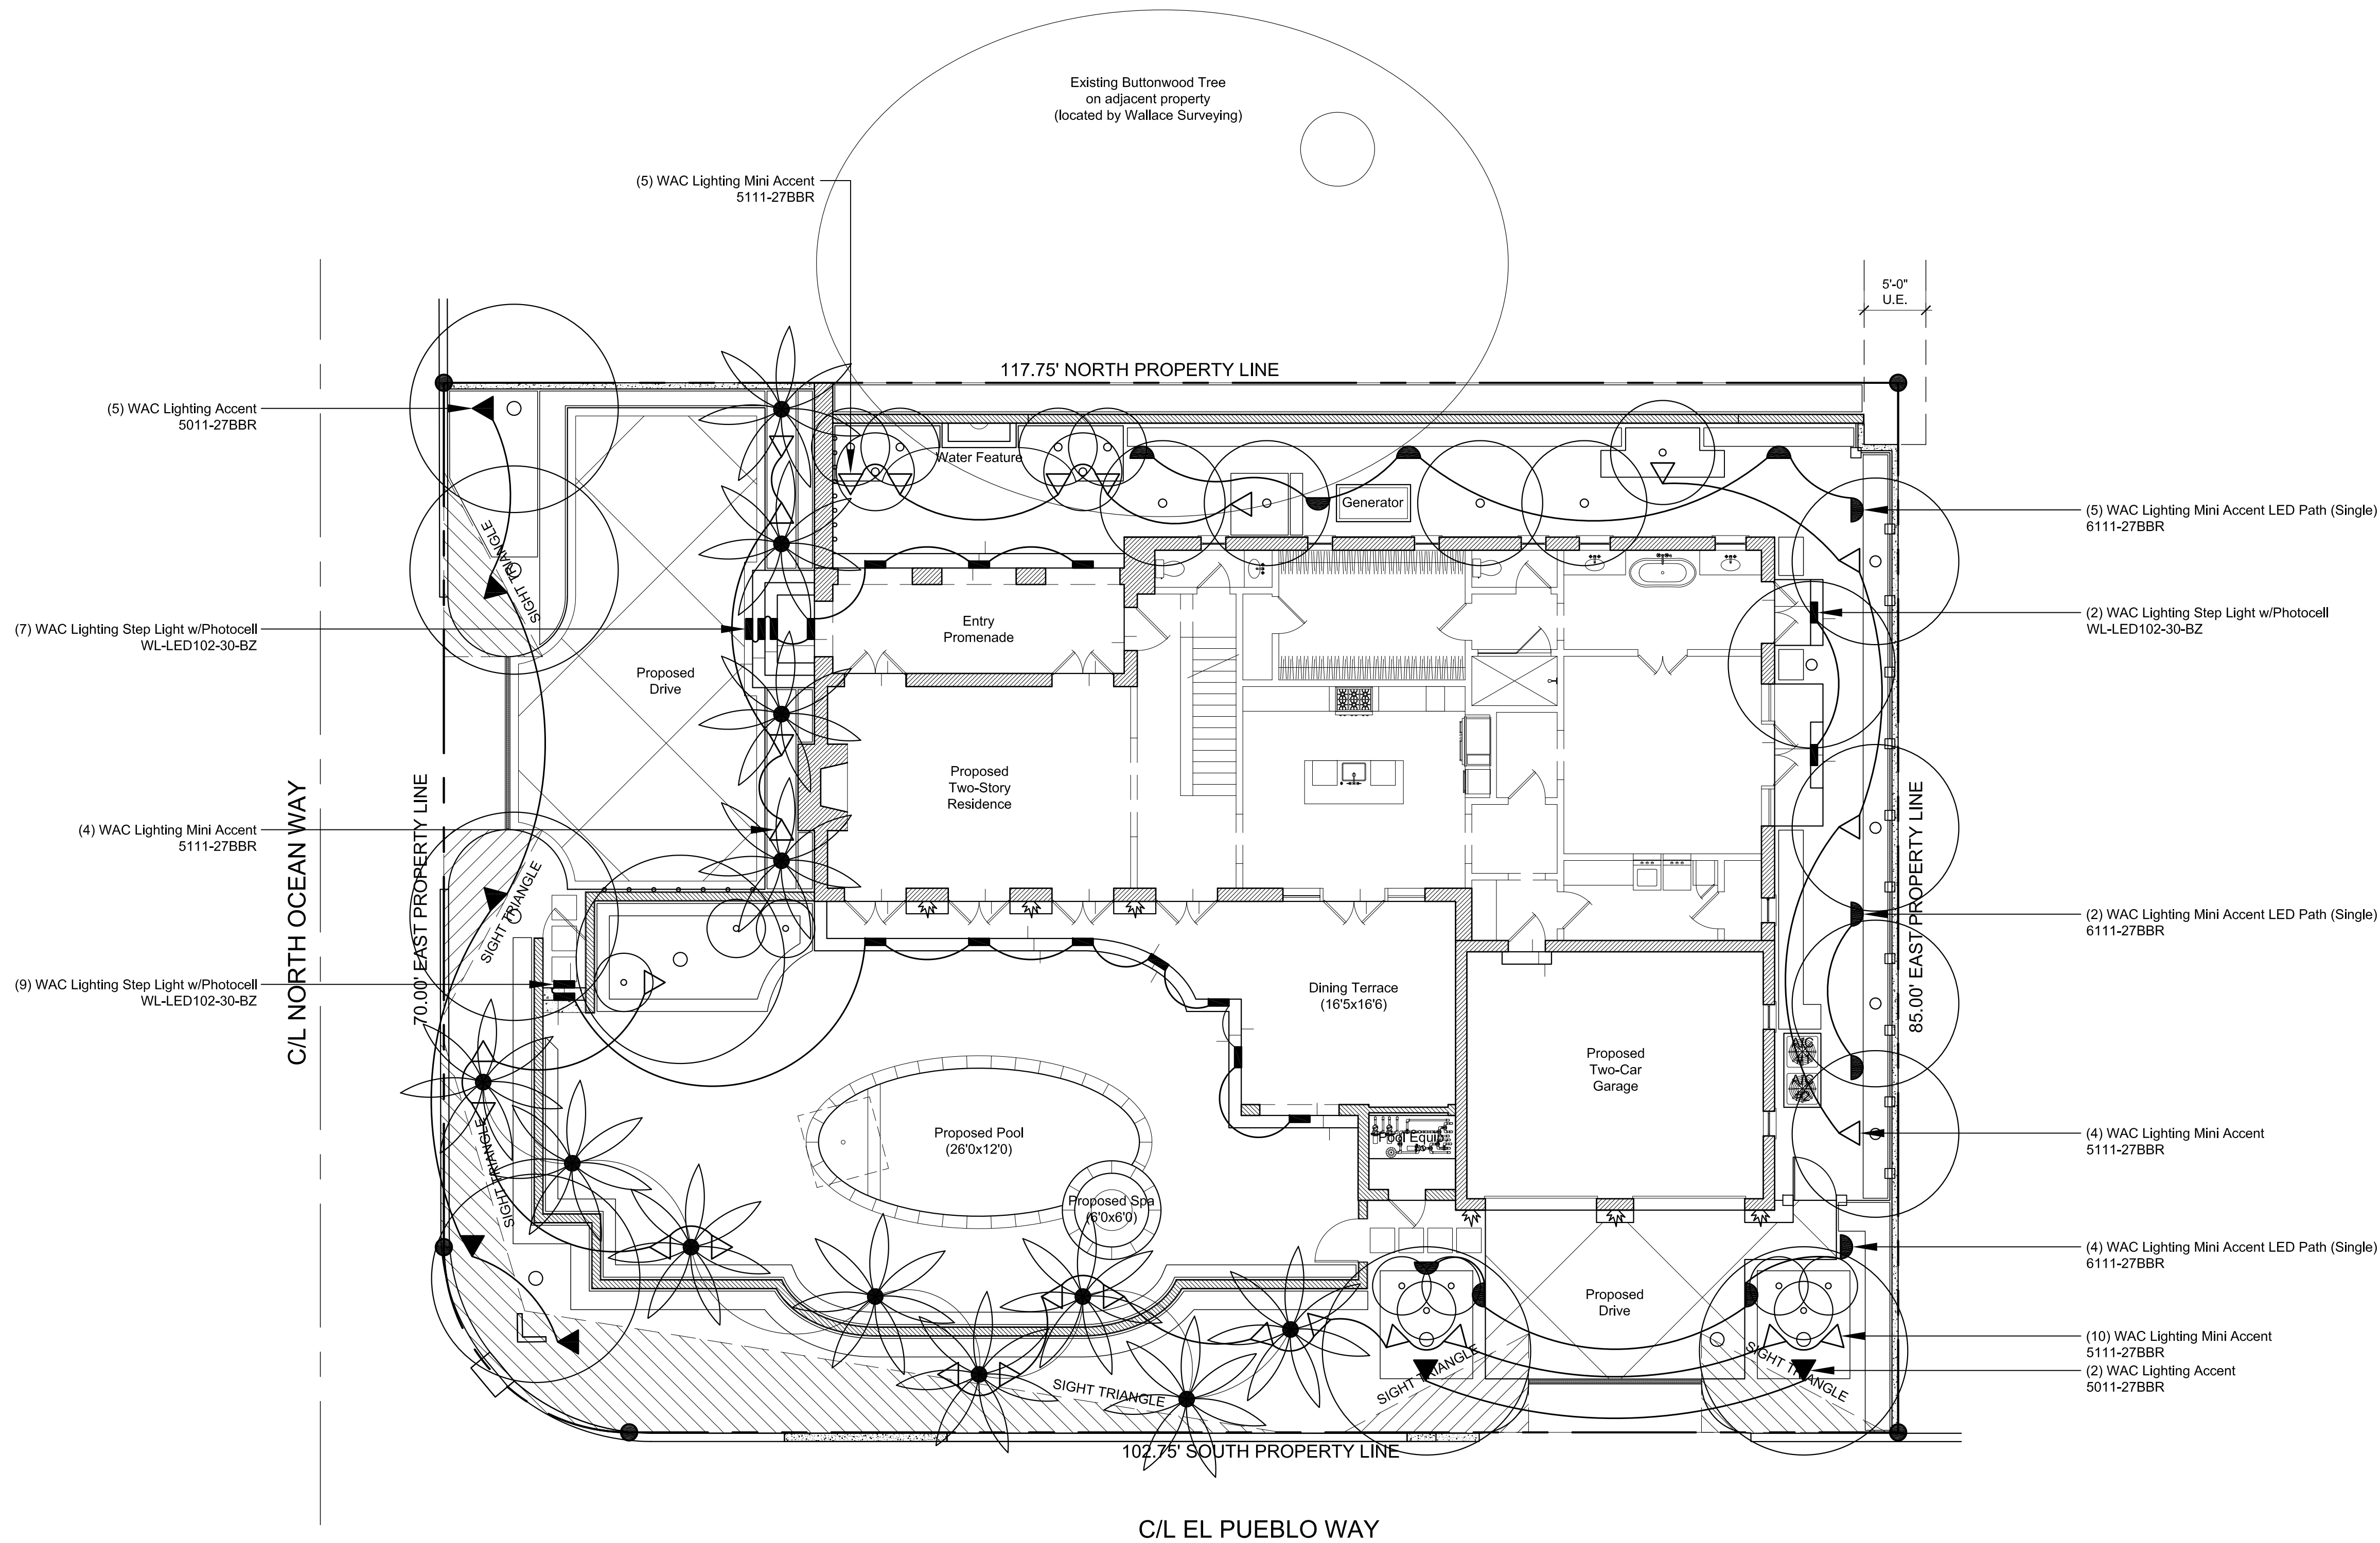 Existing Buttonwood Tree
on adjacent property
(located by Wallace Surveying)
(5) WAC Lighting Mini Accent
5111-27BBR
5'-0"
U.E.
117.75' NORTH PROPERTY LINE
(5) WAC Lighting Accent
5011-27BBR
Water Feature
Generator
(5) WAC Lighting Mini Accent LED Path (Single)
6111-27BBR
SIGHT TRIANGLE
(7) WAC Lighting Step Light w/Photocell
WL-LED102-30-BZ
Entry
Promenade
(2) WAC Lighting Step Light w/Photocell
WL-LED102-30-BZ
Proposed
Drive
Proposed
Two-Story
Residence
(4) WAC Lighting Mini Accent
5111-27BBR
C/L NORTH OCEAN WAY
70.00' EAST PROPERTY LINE
85.00' EAST PROPERTY LINE
SIGHT TRIANGLE
(2) WAC Lighting Mini Accent LED Path (Single)
6111-27BBR
(9) WAC Lighting Step Light w/Photocell
WL-LED102-30-BZ
Dining Terrace
(16'5x16'6)
Proposed
Two-Car
Garage
A/C
#1
A/C
#2
Proposed Pool
(26'0x12'0)
Pool Equip.
(4) WAC Lighting Mini Accent
5111-27BBR
SIGHT TRIANGLE
SIGHT TRIANGLE
Proposed Spa
(6'0x6'0)
(4) WAC Lighting Mini Accent LED Path (Single)
6111-27BBR
Proposed
Drive
(10) WAC Lighting Mini Accent
5111-27BBR
(2) WAC Lighting Accent
5011-27BBR
SIGHT TRIANGLE
SIGHT TRIANGLE
SIGHT TRIANGLE
102.75' SOUTH PROPERTY LINE
C/L EL PUEBLO WAY